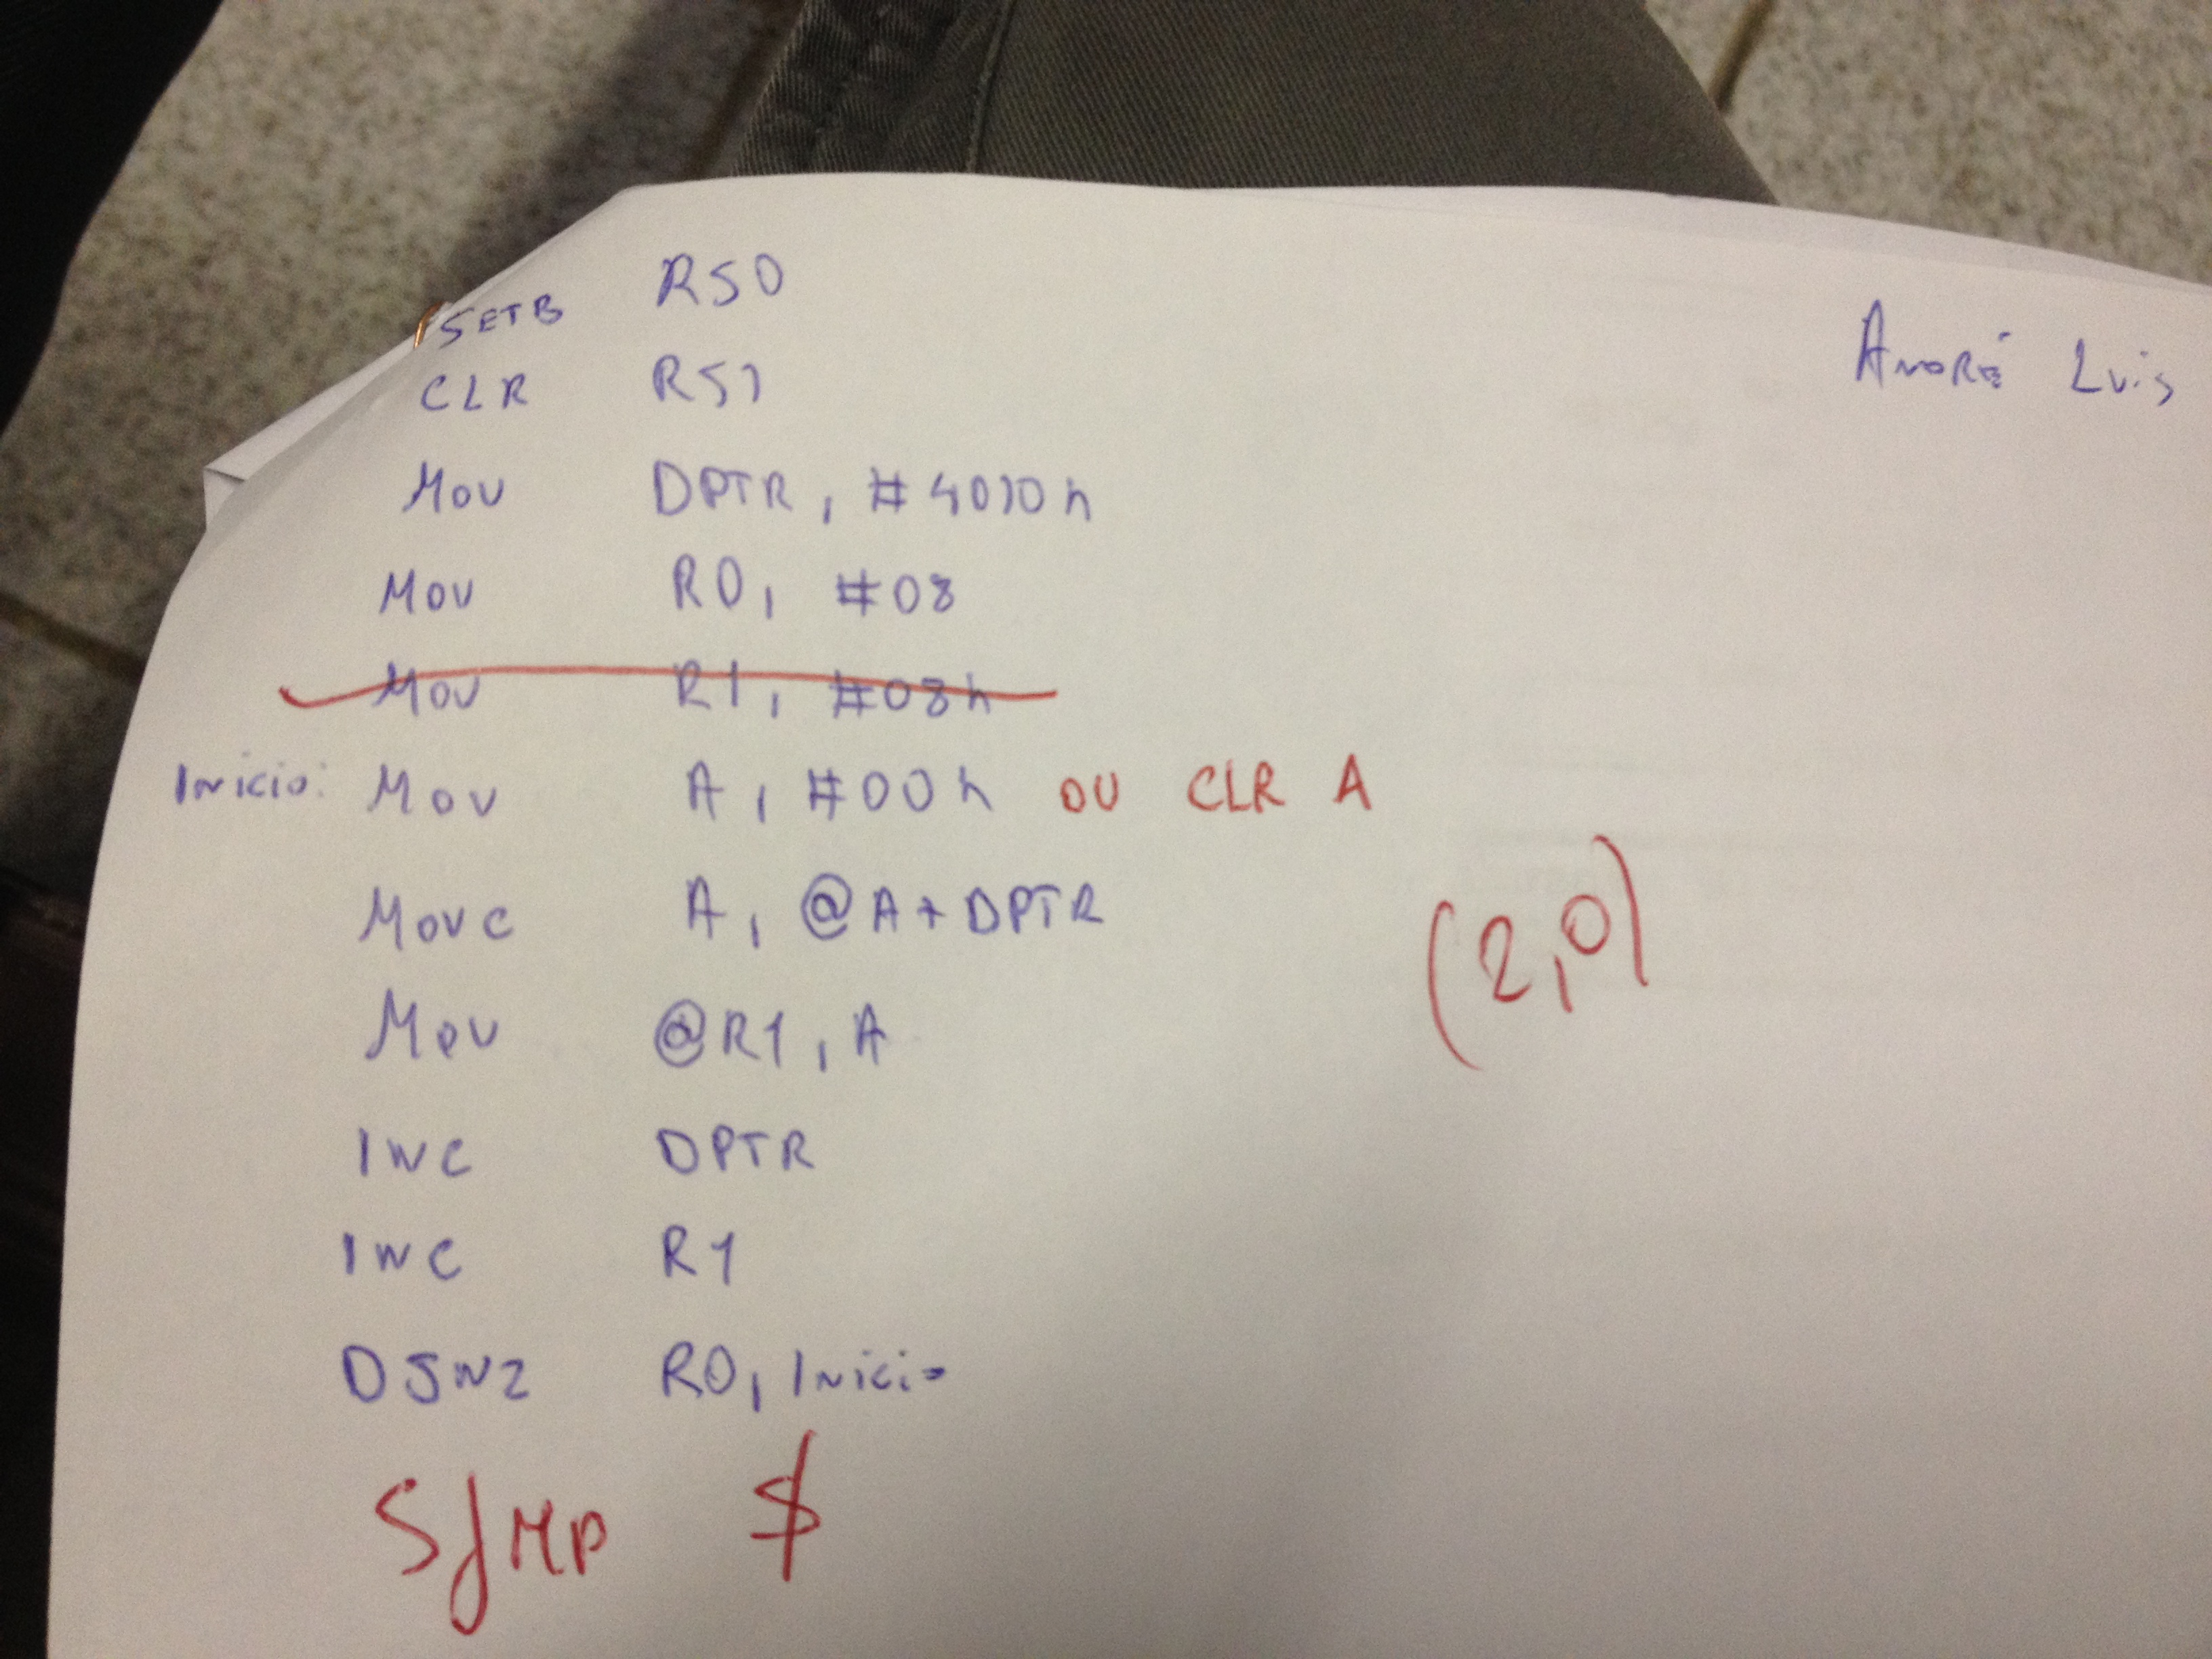 SETB RS0
CLR RS1 André Luis
MOV DPTR, #4010h
MOV R0, #08
MOV R1, #08h
Inicio: MOV A, #00h OU CLR A
MOVC A, @A+DPTR
MOV @R1, A (2,0)
INC DPTR
INC R1
DJNZ R0, Inicio
SJMP $